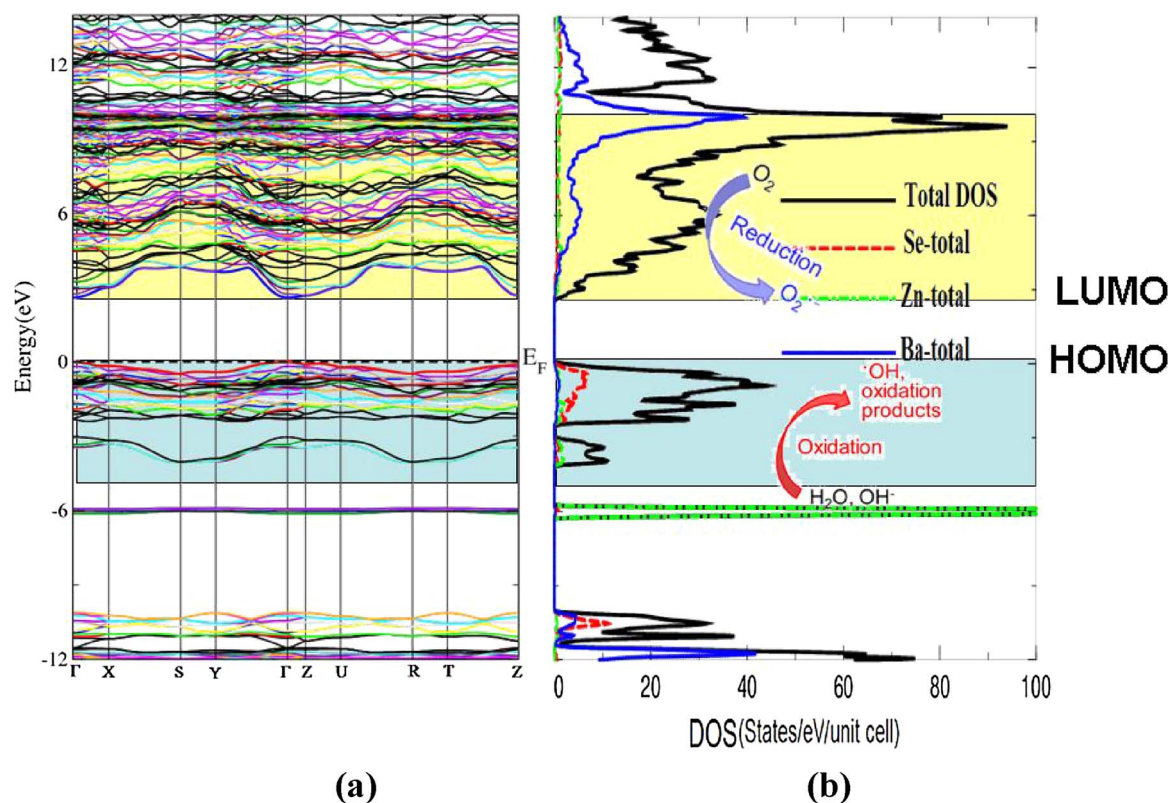 12
6
0
-6
-12
Energy(eV)
E_F
Γ X S Y Γ Z U R T Z
(a)
O₂
Reduction
O₂⁻
Total DOS
Se-total
Zn-total
Ba-total
LUMO
HOMO
·OH,
oxidation
products
Oxidation
H₂O, OH⁻
0 20 40 60 80 100
DOS(States/eV/unit cell)
(b)